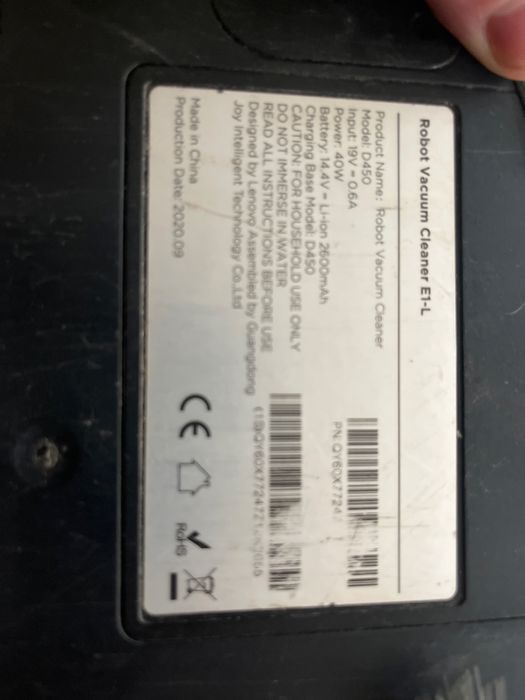 Robot Vacuum Cleaner E1-L
Product Name: Robot Vacuum Cleaner
Model: D450
Input: 19V = 0.6A
Power: 40W
Battery: 14.4V = Li-ion 2600mAh
Charging Base Model: D450
CAUTION: FOR HOUSEHOLD USE ONLY
DO NOT IMMERSE IN WATER
READ ALL INSTRUCTIONS BEFORE USE
Designed by Lenovo Assembled by Guangdong
Joy Intelligent Technology Co.,Ltd
Made in China
Production Date: 2020.09
CE
RoHS